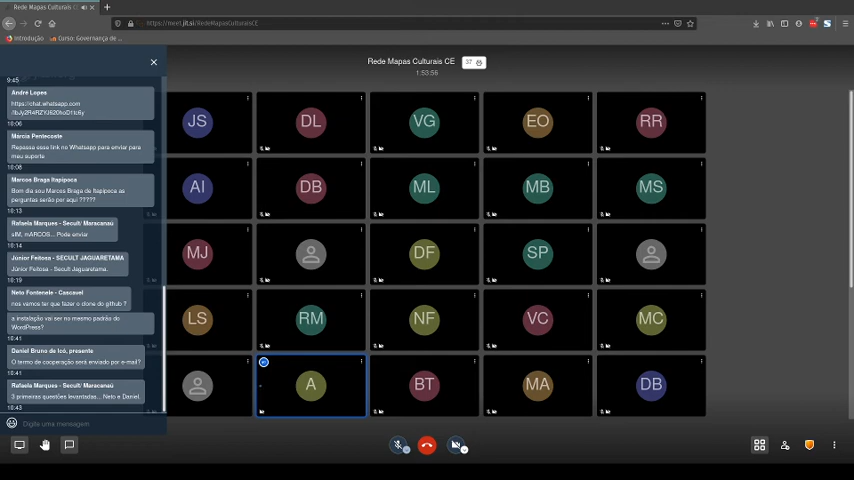 Rede Mapas Culturais C
https://meet.jit.si/RedeMapasCulturaisCE
Introdução
Curso: Governança de ...
Rede Mapas Culturais CE
37
1:53:56
9:45
André Lopes
https://chat.whatsapp.com
10:06
Márcia Pentecoste
Repassa esse link no Whatsapp para enviar para
meu suporte
10:08
Marcos Braga Itapipoca
Bom dia sou Marcos Braga de Itapipoca as
perguntas serão por aqui ?????
10:13
Rafaela Marques - Secult/ Maracanaú
sIM, mARCOS... Pode enviar
10:14
Júnior Feitosa - SECULT JAGUARETAMA
Júnior Feitosa - Secult Jaguaretama.
10:19
Neto Fontenele - Cascavel
nos vamos ter que fazer o clone do github ?
a instalação vai ser no mesmo padrão do
WordPress?
10:41
Daniel Bruno de Icó, presente
O termo de cooperação será enviado por e-mail?
10:41
Rafaela Marques - Secult/ Maracanaú
3 primeiras questões levantadas... Neto e Daniel.
10:43
Digite uma mensagem
JS DL VG EO RR
AI DB ML MB MS
MJ DF SP
LS RM NF VC MC
A BT MA DB